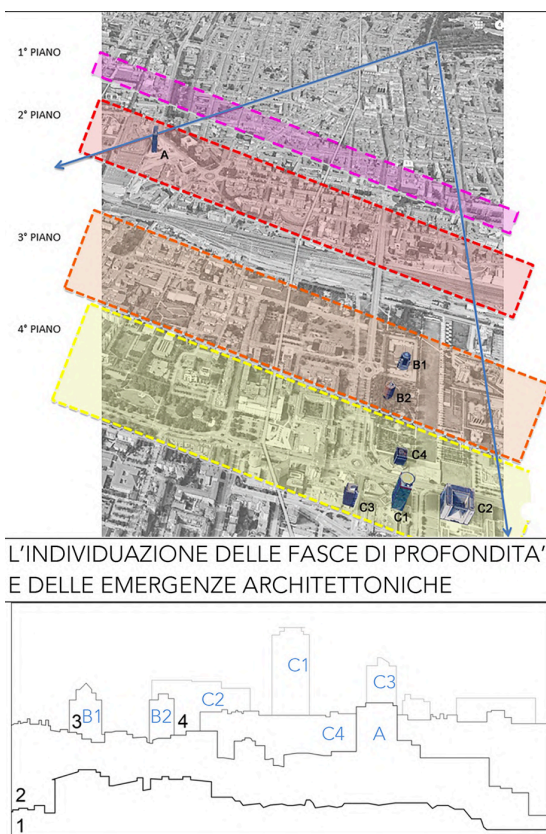 1° PIANO
2° PIANO
A
3° PIANO
4° PIANO
B1
B2
C4
C3
C1
C2
L'INDIVIDUAZIONE DELLE FASCE DI PROFONDITA'
E DELLE EMERGENZE ARCHITETTONICHE
C1
C3
C2
3
B1
B2
4
C4
A
2
1